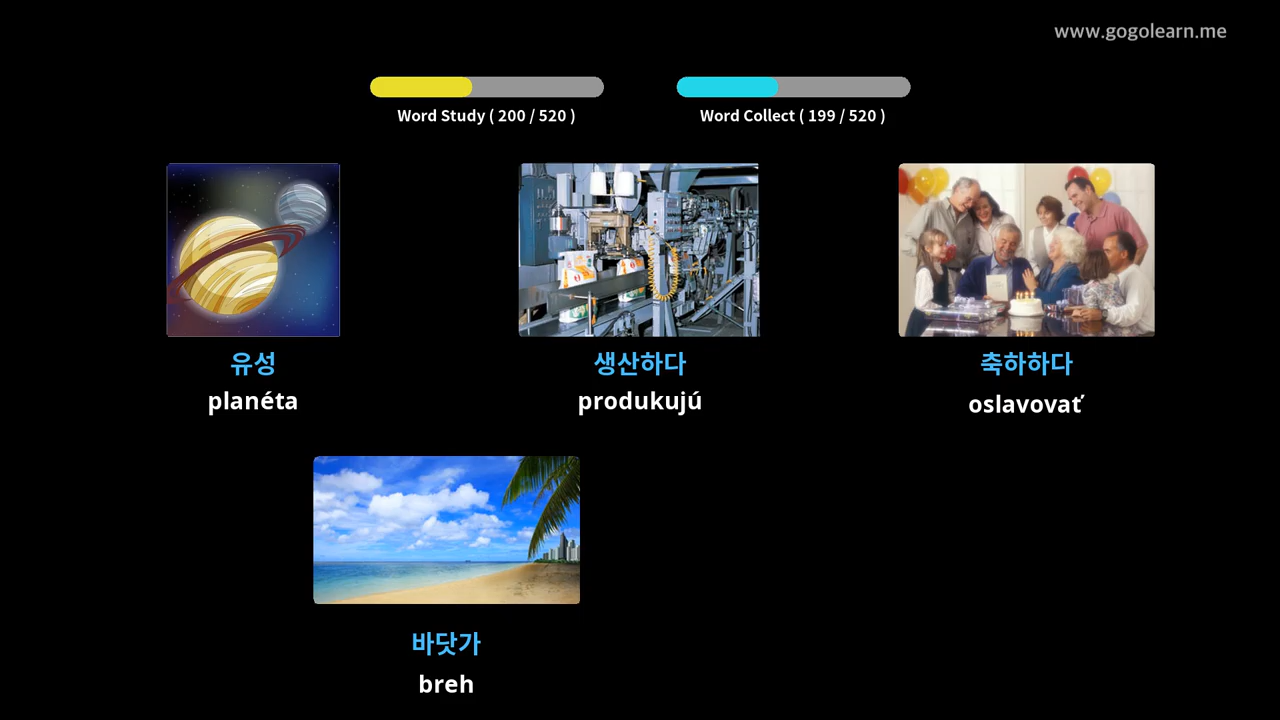 www.gogolearn.me
Word Study ( 200 / 520 )
Word Collect ( 199 / 520 )
유성
planéta
생산하다
produkujú
축하하다
oslavovať
바닷가
breh